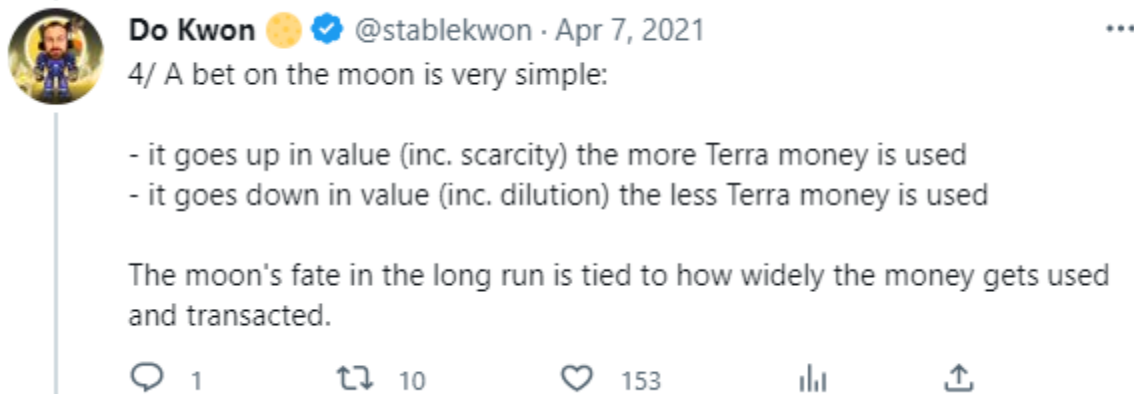 Do Kwon @stablekwon · Apr 7, 2021
4/ A bet on the moon is very simple:
- it goes up in value (inc. scarcity) the more Terra money is used
- it goes down in value (inc. dilution) the less Terra money is used
The moon's fate in the long run is tied to how widely the money gets used
and transacted.
1 10 153